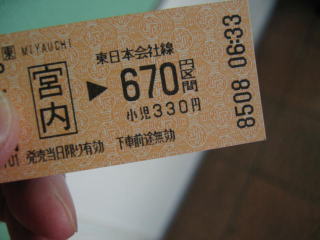 東 MIYAUCHI
東日本会社線
宮内 ▶ 670円区間
小児330円
発売当日限り有効 下車前途無効
8508 06:33